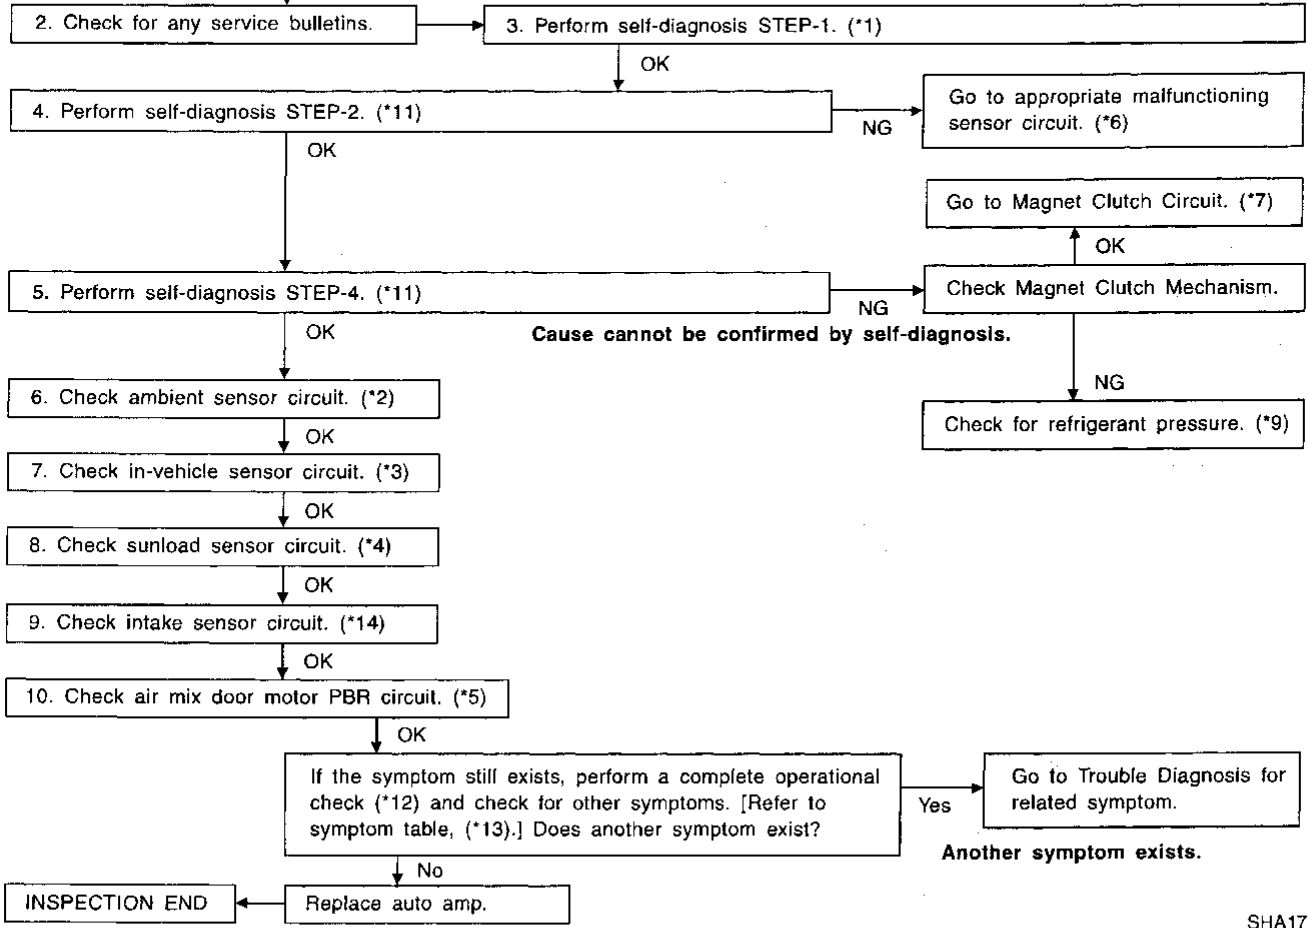 2. Check for any service bulletins.
3. Perform self-diagnosis STEP-1. (*1)
OK
4. Perform self-diagnosis STEP-2. (*11)
NG
Go to appropriate malfunctioning
sensor circuit. (*6)
OK
Go to Magnet Clutch Circuit. (*7)
OK
5. Perform self-diagnosis STEP-4. (*11)
NG
Check Magnet Clutch Mechanism.
OK
Cause cannot be confirmed by self-diagnosis.
NG
Check for refrigerant pressure. (*9)
6. Check ambient sensor circuit. (*2)
OK
7. Check in-vehicle sensor circuit. (*3)
OK
8. Check sunload sensor circuit. (*4)
OK
9. Check intake sensor circuit. (*14)
OK
10. Check air mix door motor PBR circuit. (*5)
OK
If the symptom still exists, perform a complete operational
check (*12) and check for other symptoms. [Refer to
symptom table, (*13).] Does another symptom exist?
Yes
Go to Trouble Diagnosis for
related symptom.
Another symptom exists.
No
Replace auto amp.
INSPECTION END
SHA17